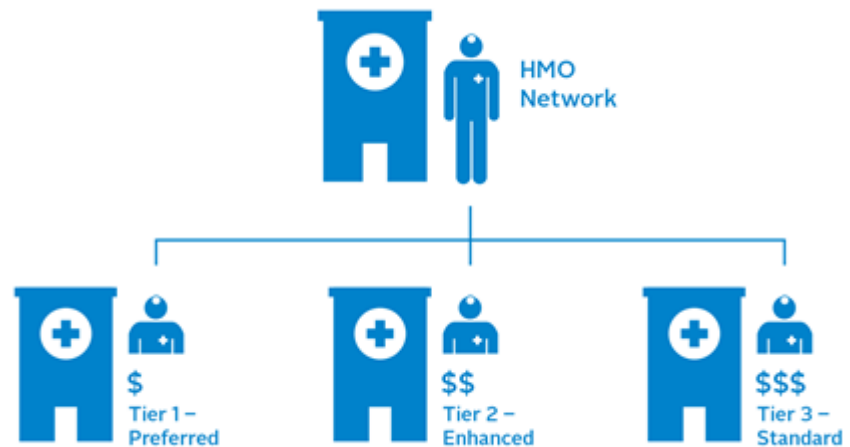 HMO
Network
$
Tier 1 –
Preferred
$$
Tier 2 –
Enhanced
$$$
Tier 3 –
Standard